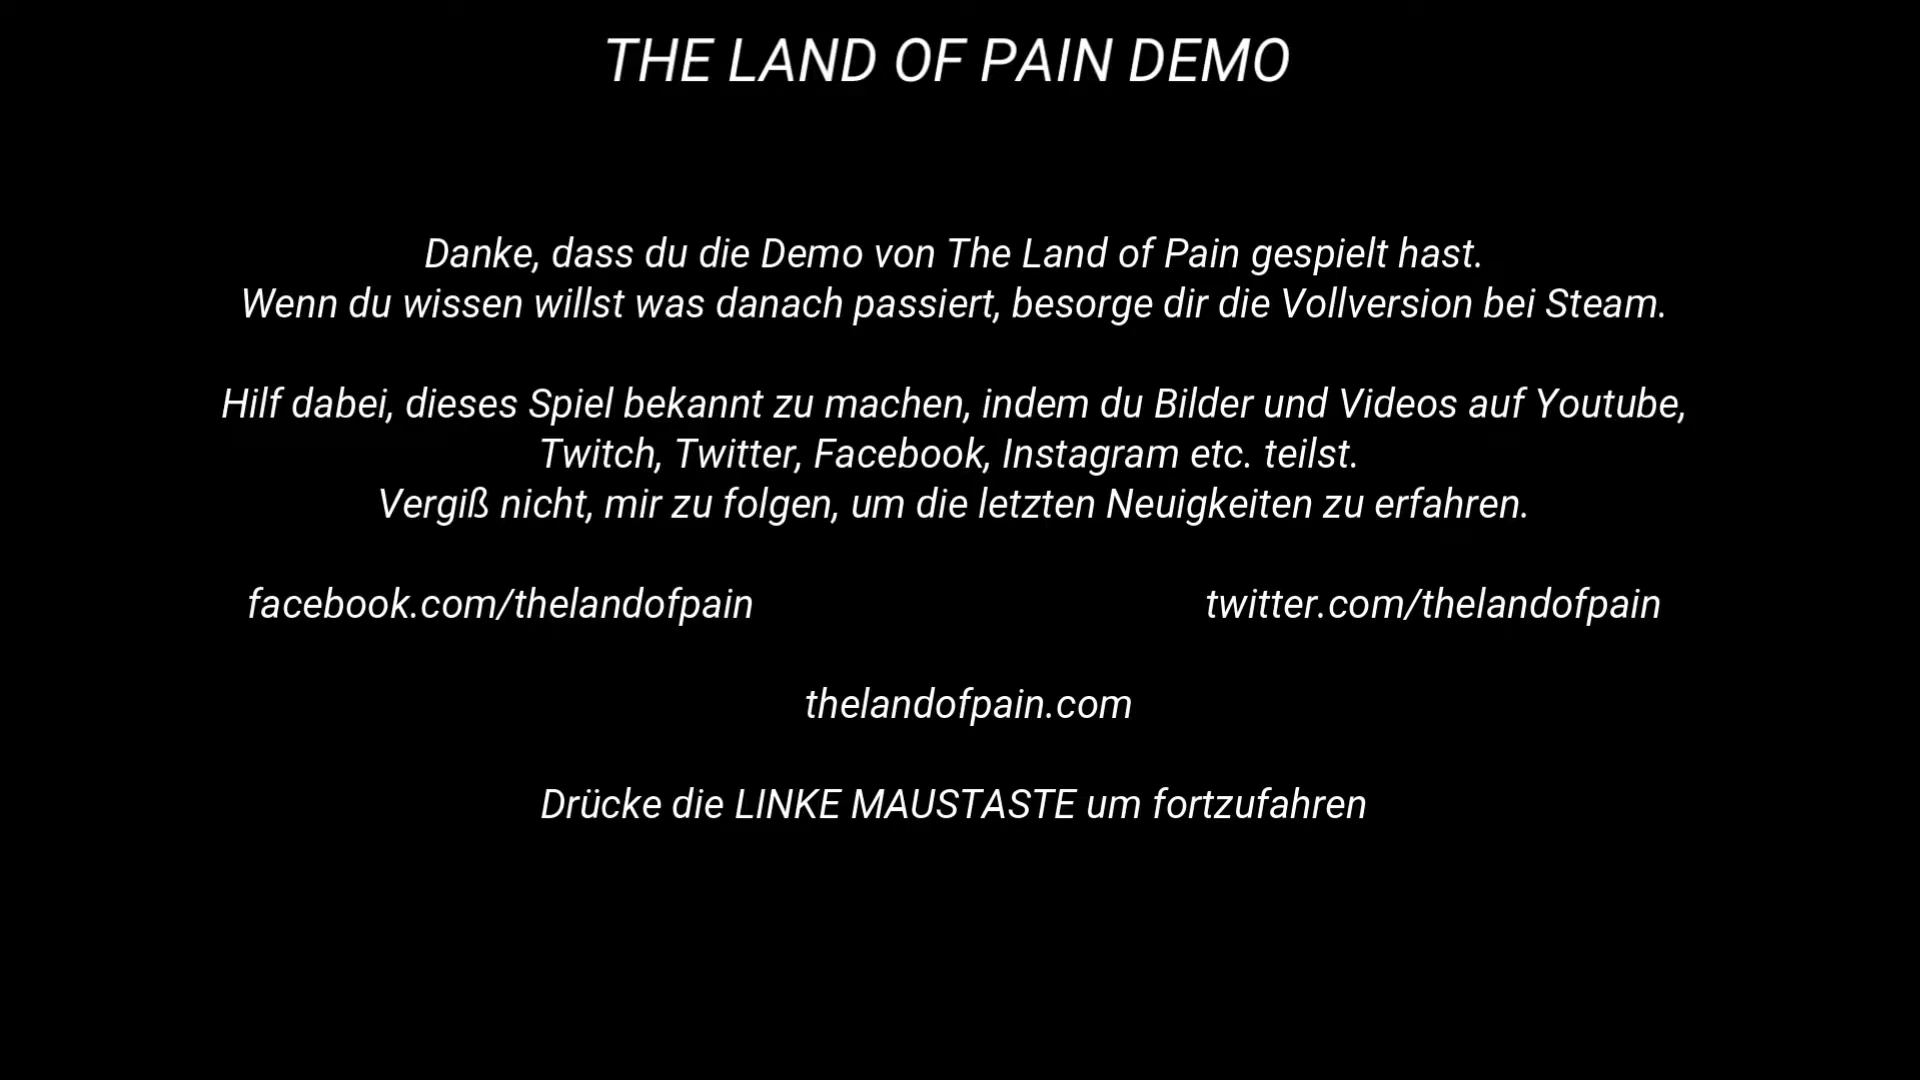 THE LAND OF PAIN DEMO
Danke, dass du die Demo von The Land of Pain gespielt hast.
Wenn du wissen willst was danach passiert, besorge dir die Vollversion bei Steam.
Hilf dabei, dieses Spiel bekannt zu machen, indem du Bilder und Videos auf Youtube,
Twitch, Twitter, Facebook, Instagram etc. teilst.
Vergiß nicht, mir zu folgen, um die letzten Neuigkeiten zu erfahren.
facebook.com/thelandofpain twitter.com/thelandofpain
thelandofpain.com
Drücke die LINKE MAUSTASTE um fortzufahren